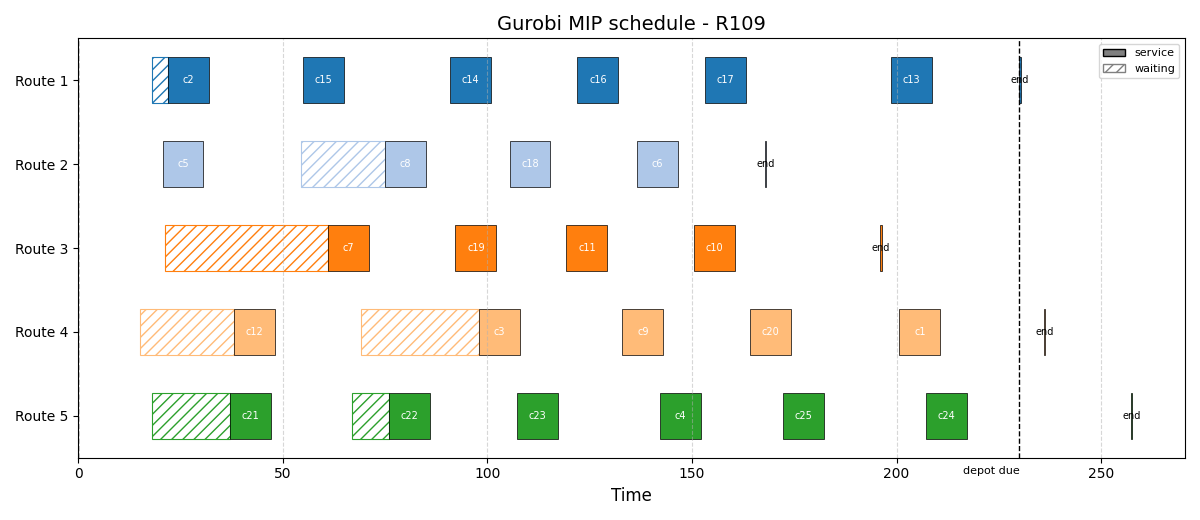 Gurobi MIP schedule - R109
service
waiting
Route 1
c2
c15
c14
c16
c17
c13
end
Route 2
c5
c8
c18
c6
end
Route 3
c7
c19
c11
c10
end
Route 4
c12
c3
c9
c20
c1
end
Route 5
c21
c22
c23
c4
c25
c24
end
0
50
100
150
200
250
depot due
Time